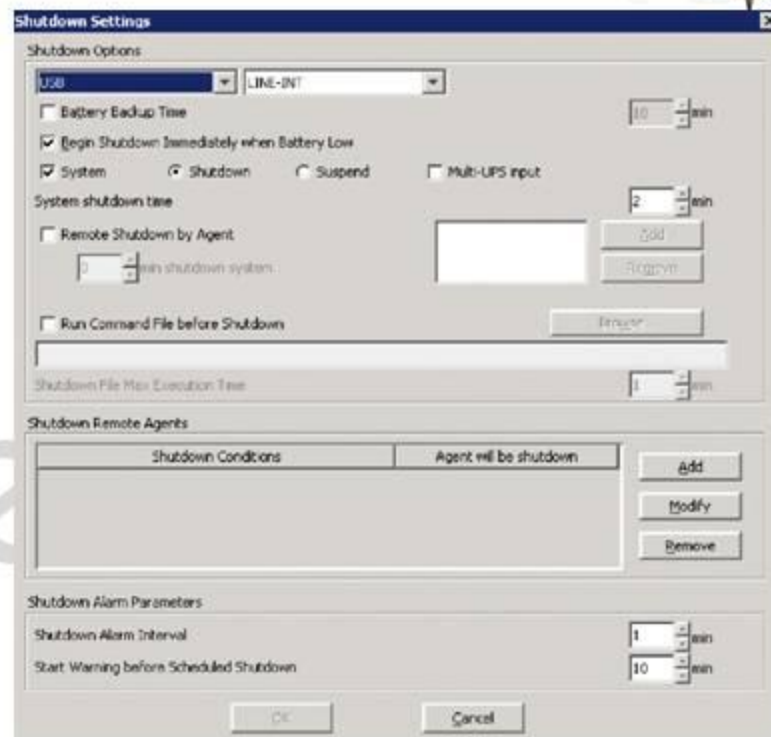 Shutdown Settings
Shutdown Options
USB LINE-INT
Battery Backup Time 10 min
Begin Shutdown Immediately when Battery Low
System Shutdown Suspend Multi-UPS input
System shutdown time 2 min
Remote Shutdown by Agent Add
0 min shutdown system Remove
Run Command File before Shutdown Browse
Shutdown File Max Execution Time 1 min
Shutdown Remote Agents
Shutdown Conditions Agent will be shutdown Add
Modify
Remove
Shutdown Alarm Parameters
Shutdown Alarm Interval 1 min
Start Warning before Scheduled Shutdown 10 min
OK Cancel